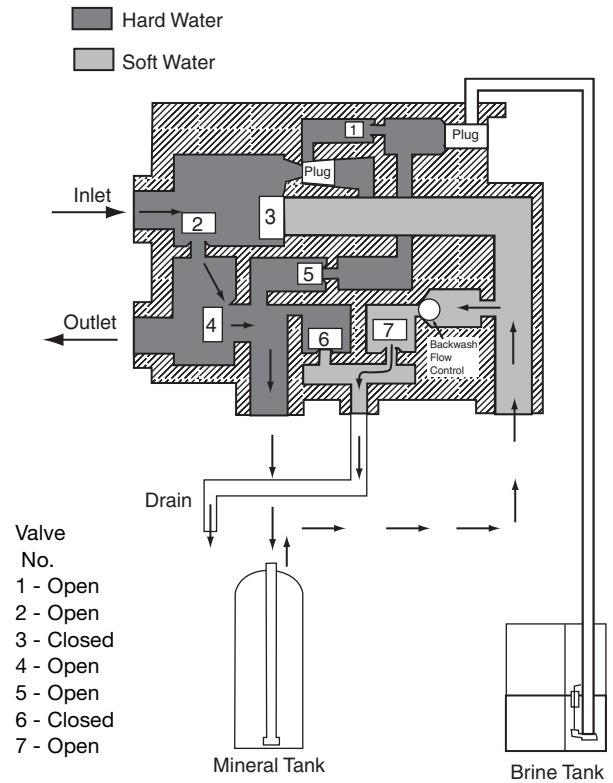 Hard Water
Soft Water
1
Plug
Plug
Inlet
2
3
5
Outlet
4
6
7
Backwash
Flow
Control
Drain
Valve
No.
1 - Open
2 - Open
3 - Closed
4 - Open
5 - Open
6 - Closed
7 - Open
Mineral Tank
Brine Tank